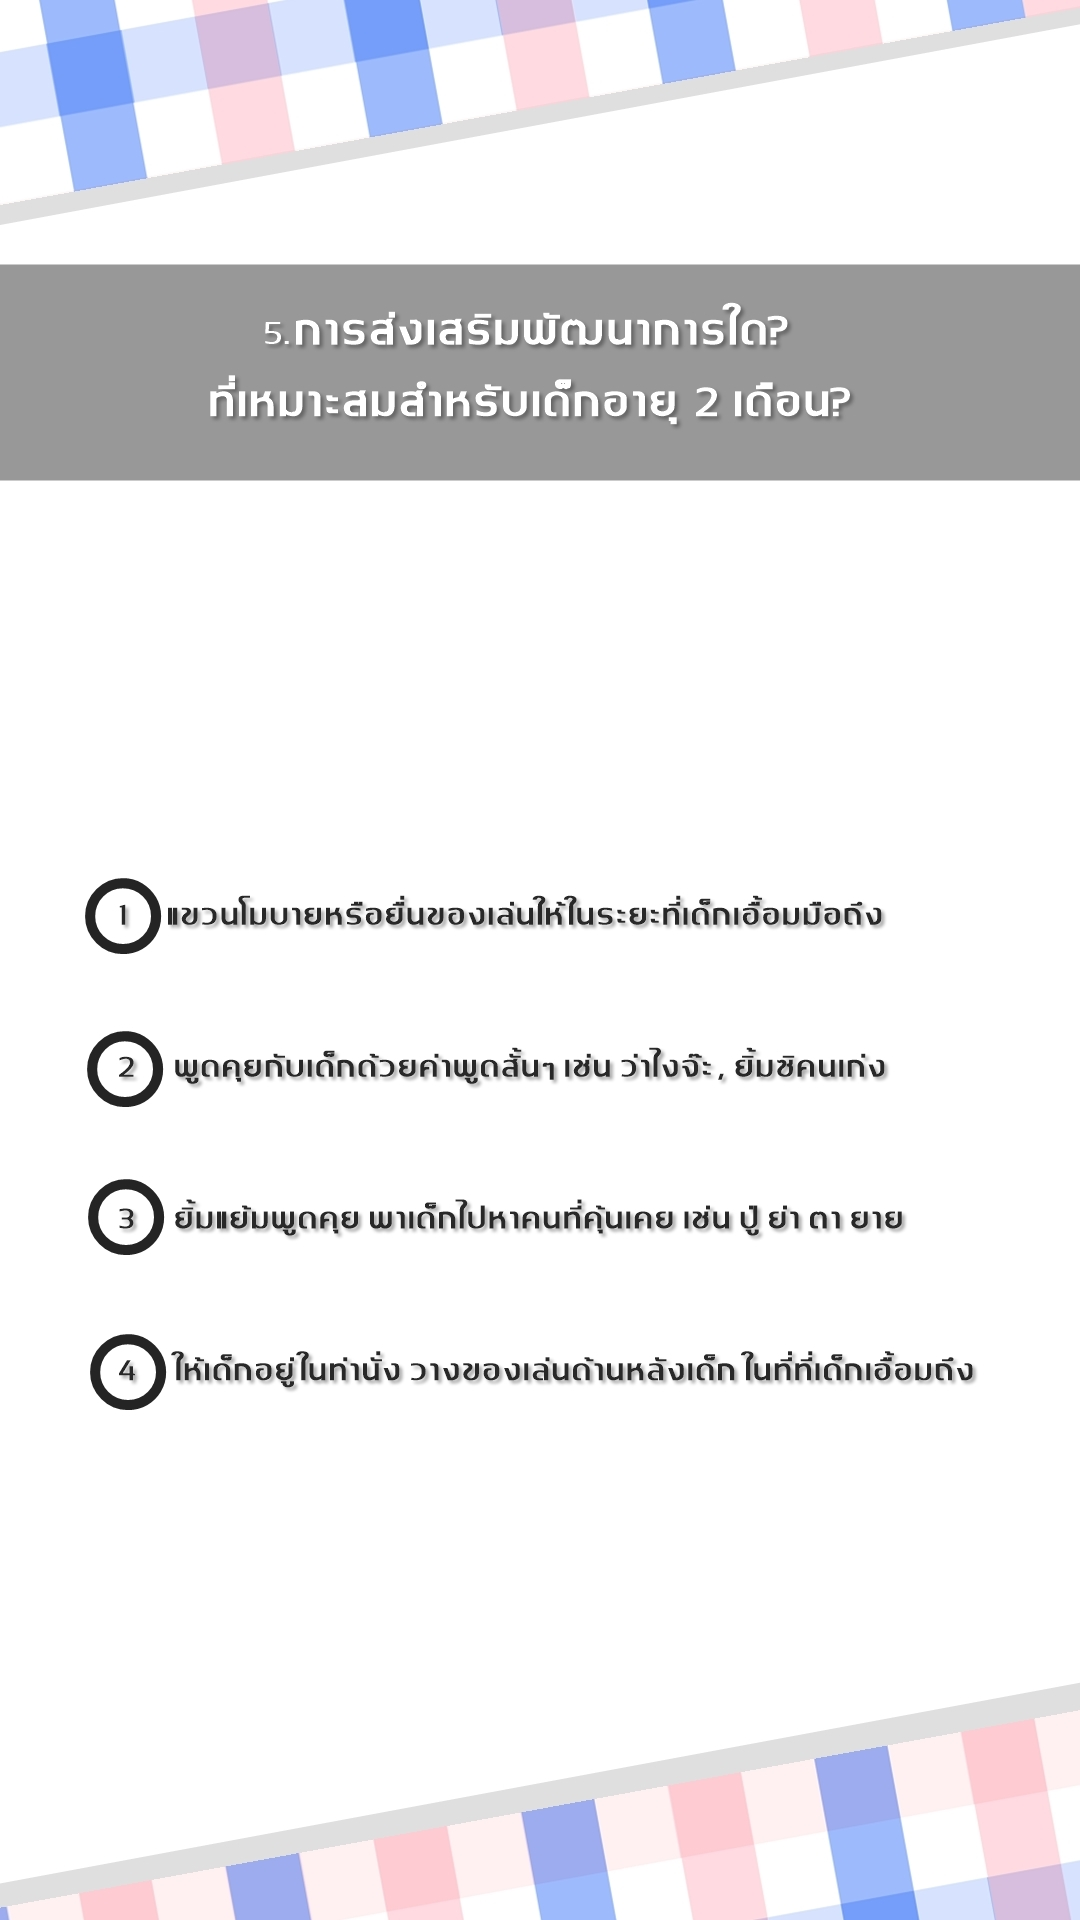 5.การส่งเสริมพัฒนาการใด?
ที่เหมาะสมสำหรับเด็กอายุ 2 เดือน?
1 แขวนโมบายหรือยื่นของเล่นให้ในระยะที่เด็กเอื้อมมือถึง
2 พูดคุยกับเด็กด้วยคำพูดสั้นๆ เช่น ว่าไงจ๊ะ , ยิ้มซิคนเก่ง
3 ยิ้มแย้มพูดคุย พาเด็กไปหาคนที่คุ้นเคย เช่น ปู่ ย่า ตา ยาย
4 ให้เด็กอยู่ในท่านั่ง วางของเล่นด้านหลังเด็ก ในที่ที่เด็กเอื้อมถึง